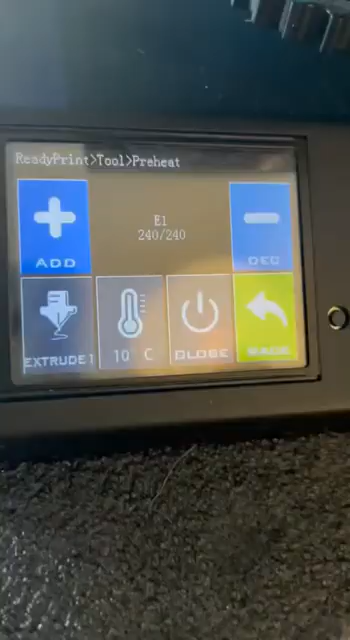 ReadyPrint>Tool>Preheat
E1
240/240
ADD
DEC
EXTRUDE1
10 C
CLOSE
BACK